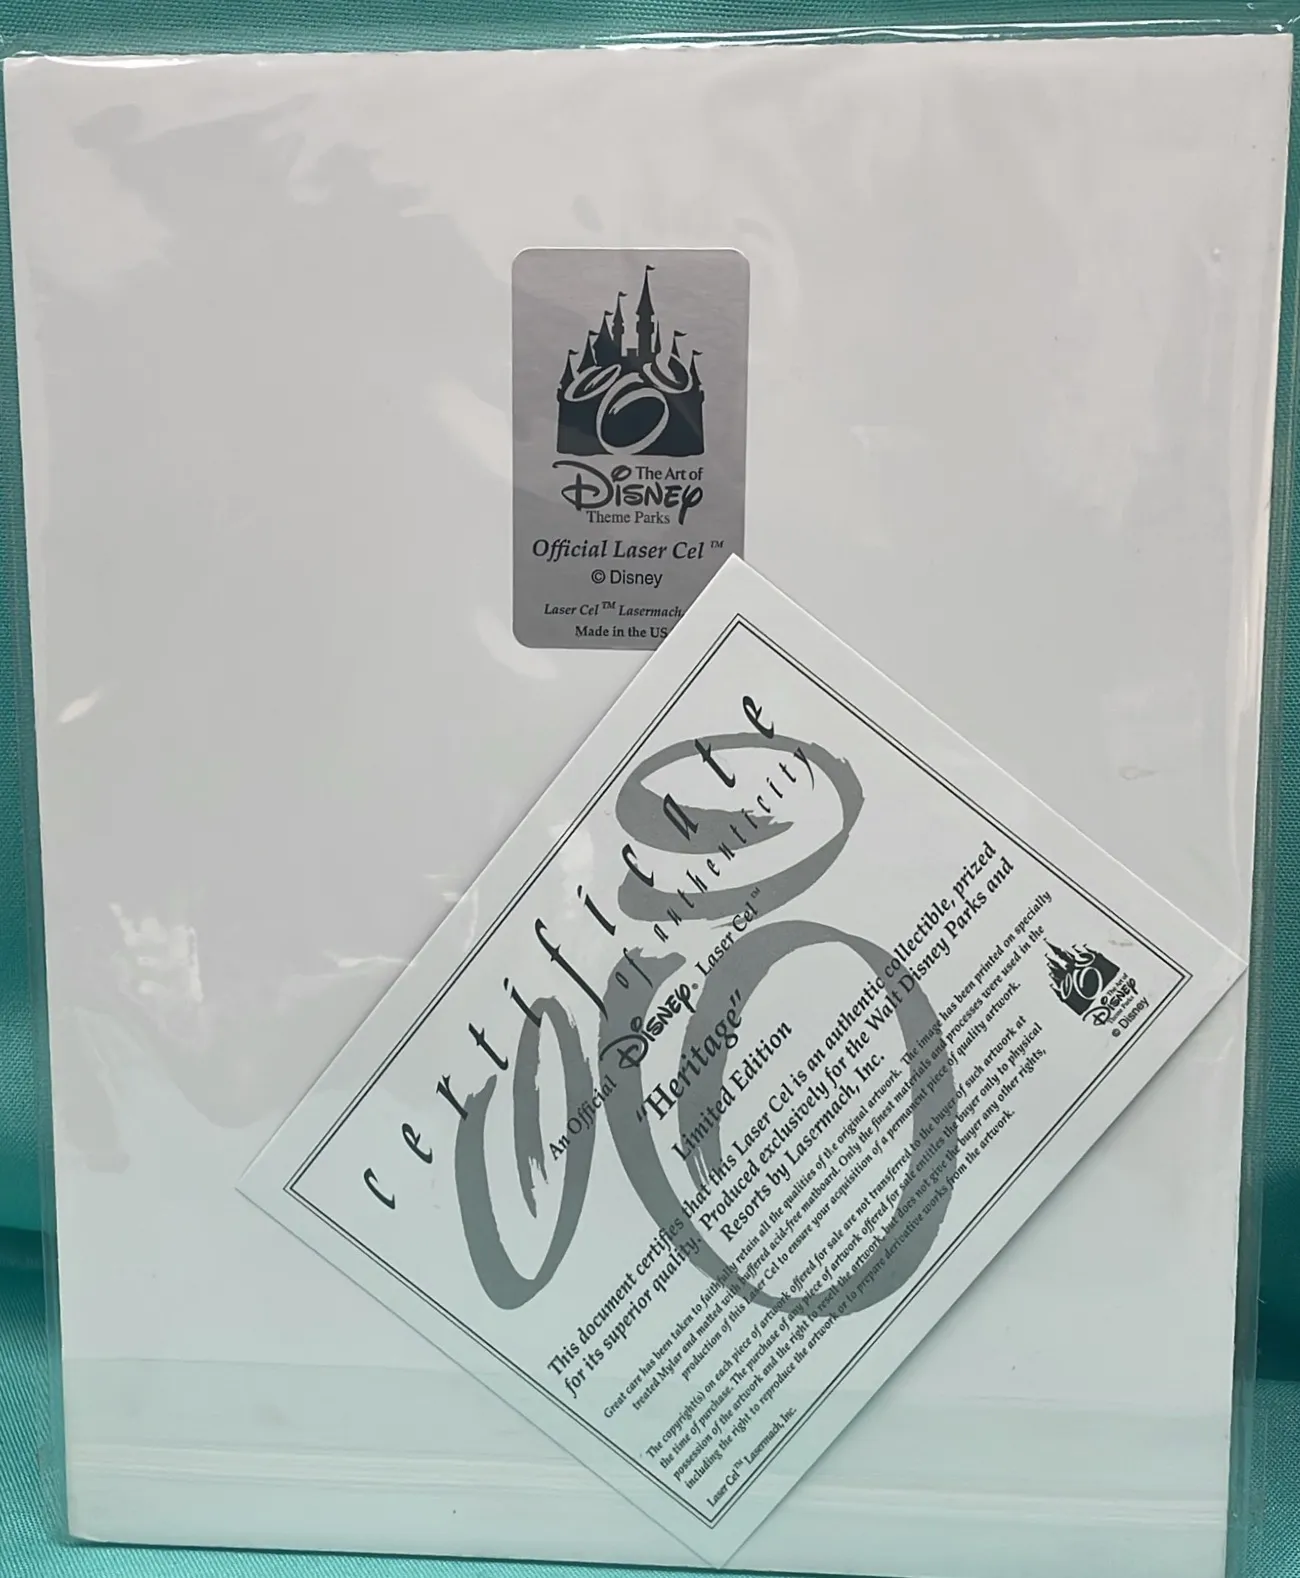 The Art of
Disney
Theme Parks
Official Laser Cel ™
© Disney
Laser Cel™ Lasermach
Made in the US
certificate
of authenticity
An Official Disney® Laser Cel™
"Heritage"
Limited Edition
This document certifies that this Laser Cel is an authentic collectible, prized
for its superior quality. Produced exclusively for the Walt Disney Parks and
Resorts by Lasermach, Inc.
Great care has been taken to faithfully retain all the qualities of the original artwork. The image has been printed on specially
treated Mylar and matted with buffered acid-free matboard. Only the finest materials and processes were used in the
production of this Laser Cel to ensure your acquisition of a permanent piece of quality artwork.
The copyright(s) on each piece of artwork offered for sale are not transferred to the buyer of such artwork at
the time of purchase. The purchase of any piece of artwork offered for sale entitles the buyer only to physical
possession of the artwork and the right to resell the artwork, but does not give the buyer any other rights,
including the right to reproduce the artwork or to prepare derivative works from the artwork.
Laser Cel™ Lasermach, Inc.
The Art of
Disney
Theme Parks
© Disney